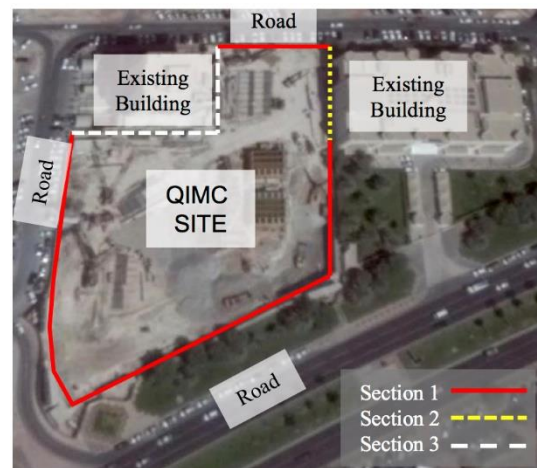 Road
Existing
Building
Existing
Building
Road
QIMC
SITE
Road
Section 1
Section 2
Section 3